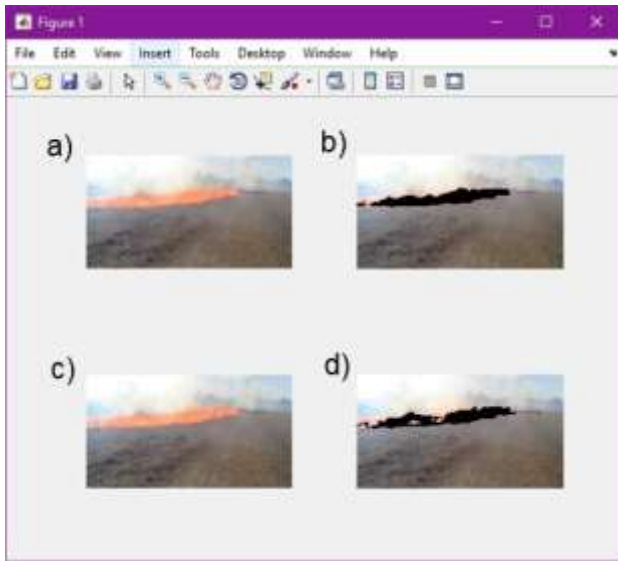 Figure 1
File Edit View Insert Tools Desktop Window Help
a) b)
c) d)